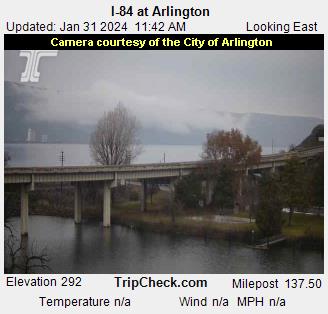 I-84 at Arlington
Updated: Jan 31 2024 11:42 AM Looking East
Camera courtesy of the City of Arlington
Elevation 292 TripCheck.com Milepost 137.50
Temperature n/a Wind n/a MPH n/a